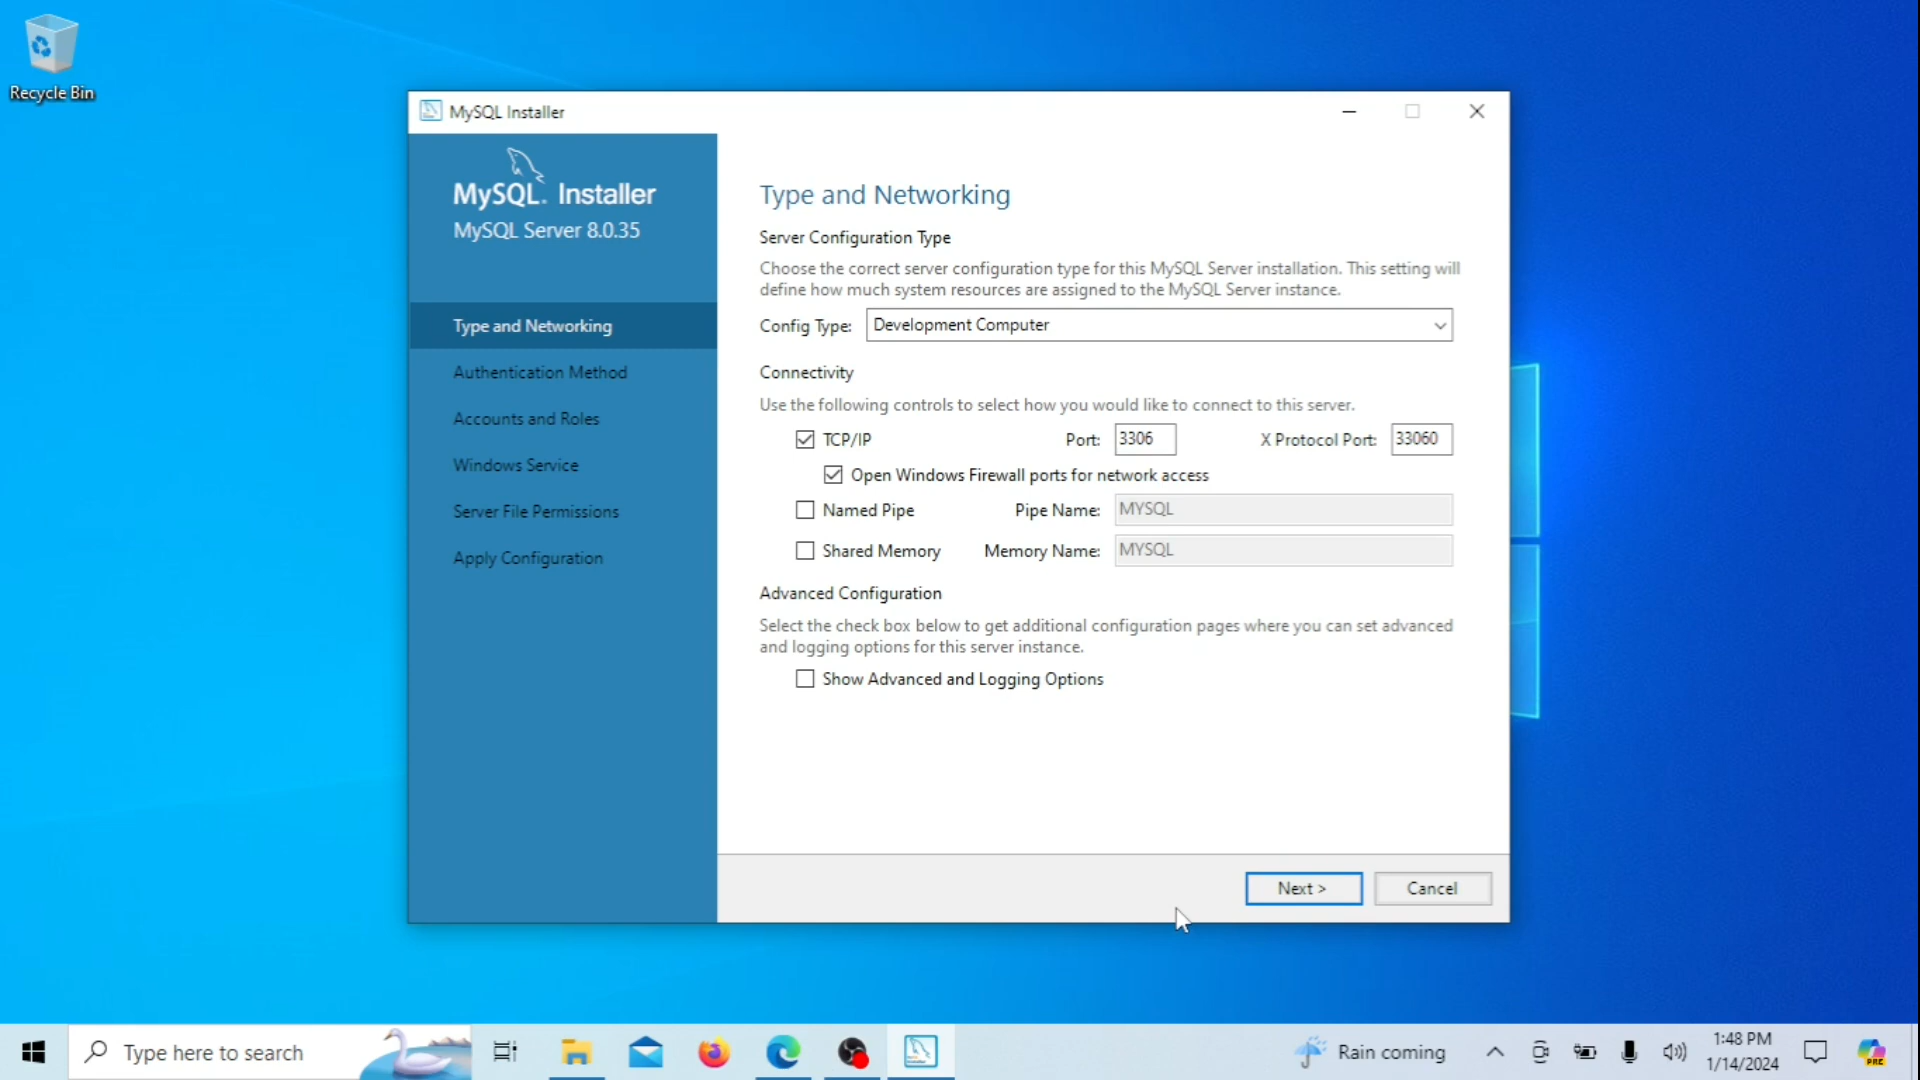 Recycle Bin
MySQL Installer
MySQL. Installer
MySQL Server 8.0.35
Type and Networking
Authentication Method
Accounts and Roles
Windows Service
Server File Permissions
Apply Configuration
Type and Networking
Server Configuration Type
Choose the correct server configuration type for this MySQL Server installation. This setting will
define how much system resources are assigned to the MySQL Server instance.
Config Type: Development Computer
Connectivity
Use the following controls to select how you would like to connect to this server.
TCP/IP Port: 3306 X Protocol Port: 33060
Open Windows Firewall ports for network access
Named Pipe Pipe Name: MYSQL
Shared Memory Memory Name: MYSQL
Advanced Configuration
Select the check box below to get additional configuration pages where you can set advanced
and logging options for this server instance.
Show Advanced and Logging Options
Next > Cancel
Type here to search
Rain coming
1:48 PM
1/14/2024
PRE